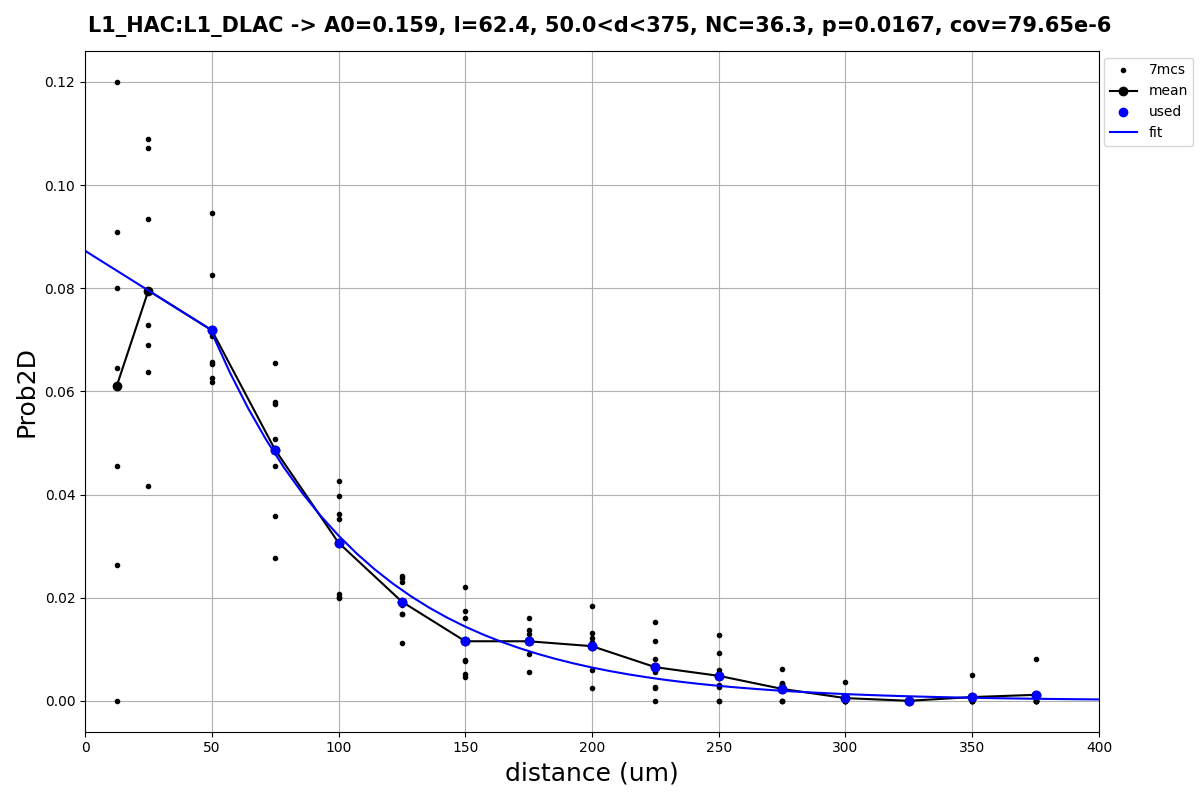 L1_HAC:L1_DLAC -> A0=0.159, l=62.4, 50.0<d<375, NC=36.3, p=0.0167, cov=79.65e-6
7mcs
mean
used
fit
Prob2D
0.12
0.10
0.08
0.06
0.04
0.02
0.00
0 50 100 150 200 250 300 350 400
distance (um)